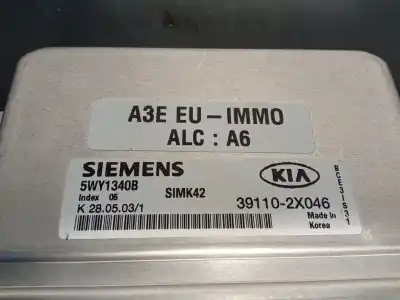 A3E EU-IMMO
ALC : A6
SIEMENS
5WY1340B
SIMK42
Index 06
K 28.05.03/1
KIA
39110-2X046
Made in
Korea